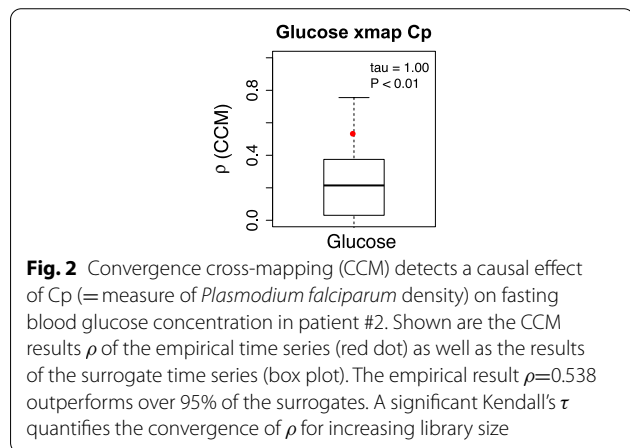 Glucose xmap Cp
tau = 1.00
P < 0.01
ρ (CCM)
0.8
0.4
0.0
Glucose
Fig. 2 Convergence cross-mapping (CCM) detects a causal effect
of Cp (= measure of Plasmodium falciparum density) on fasting
blood glucose concentration in patient #2. Shown are the CCM
results ρ of the empirical time series (red dot) as well as the results
of the surrogate time series (box plot). The empirical result ρ=0.538
outperforms over 95% of the surrogates. A significant Kendall's τ
quantifies the convergence of ρ for increasing library size